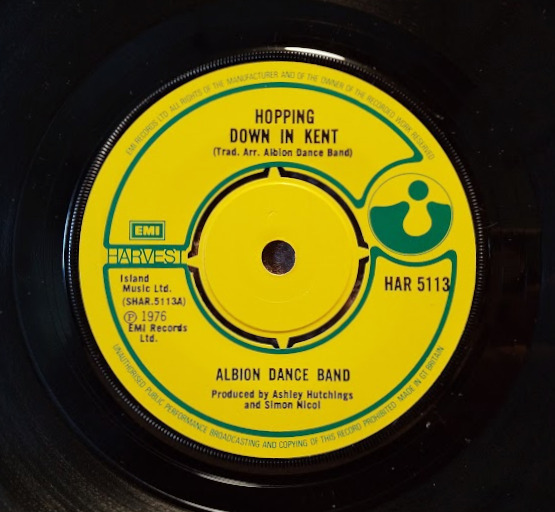 EMI RECORDS LTD. ALL RIGHTS OF THE MANUFACTURER AND OF THE OWNER OF THE RECORDED WORK RESERVED
HOPPING
DOWN IN KENT
(Trad. Arr. Albion Dance Band)
EMI
HARVEST
Island
Music Ltd.
(SHAR.5113A)
℗ 1976
EMI Records
Ltd.
HAR 5113
ALBION DANCE BAND
Produced by Ashley Hutchings
and Simon Nicol
UNAUTHORISED PUBLIC PERFORMANCE BROADCASTING AND COPYING OF THIS RECORD PROHIBITED MADE IN GT BRITAIN